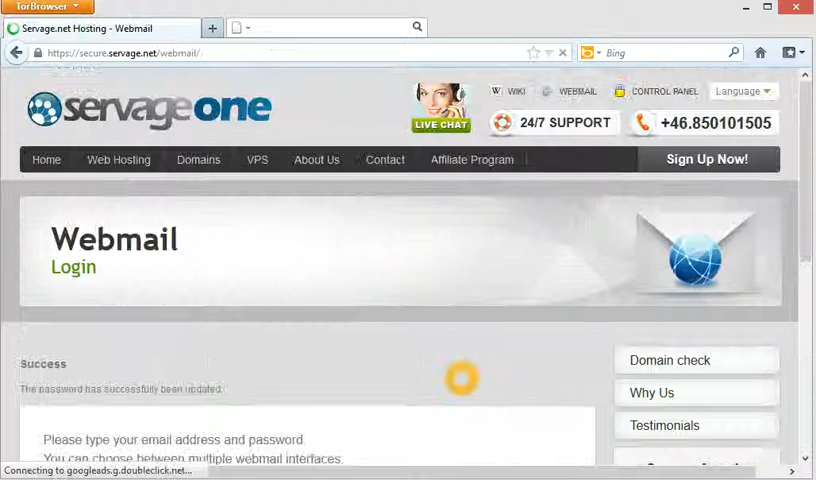 TorBrowser
Servage.net Hosting - Webmail
https://secure.servage.net/webmail/
Bing
servage one
LIVE CHAT
W WIKI
WEBMAIL
CONTROL PANEL
Language
24/7 SUPPORT
+46.850101505
Home
Web Hosting
Domains
VPS
About Us
Contact
Affiliate Program
Sign Up Now!
Webmail
Login
Success
The password has successfully been updated.
Domain check
Why Us
Testimonials
Please type your email address and password.
You can choose between multiple webmail interfaces.
Connecting to googleads.g.doubleclick.net...